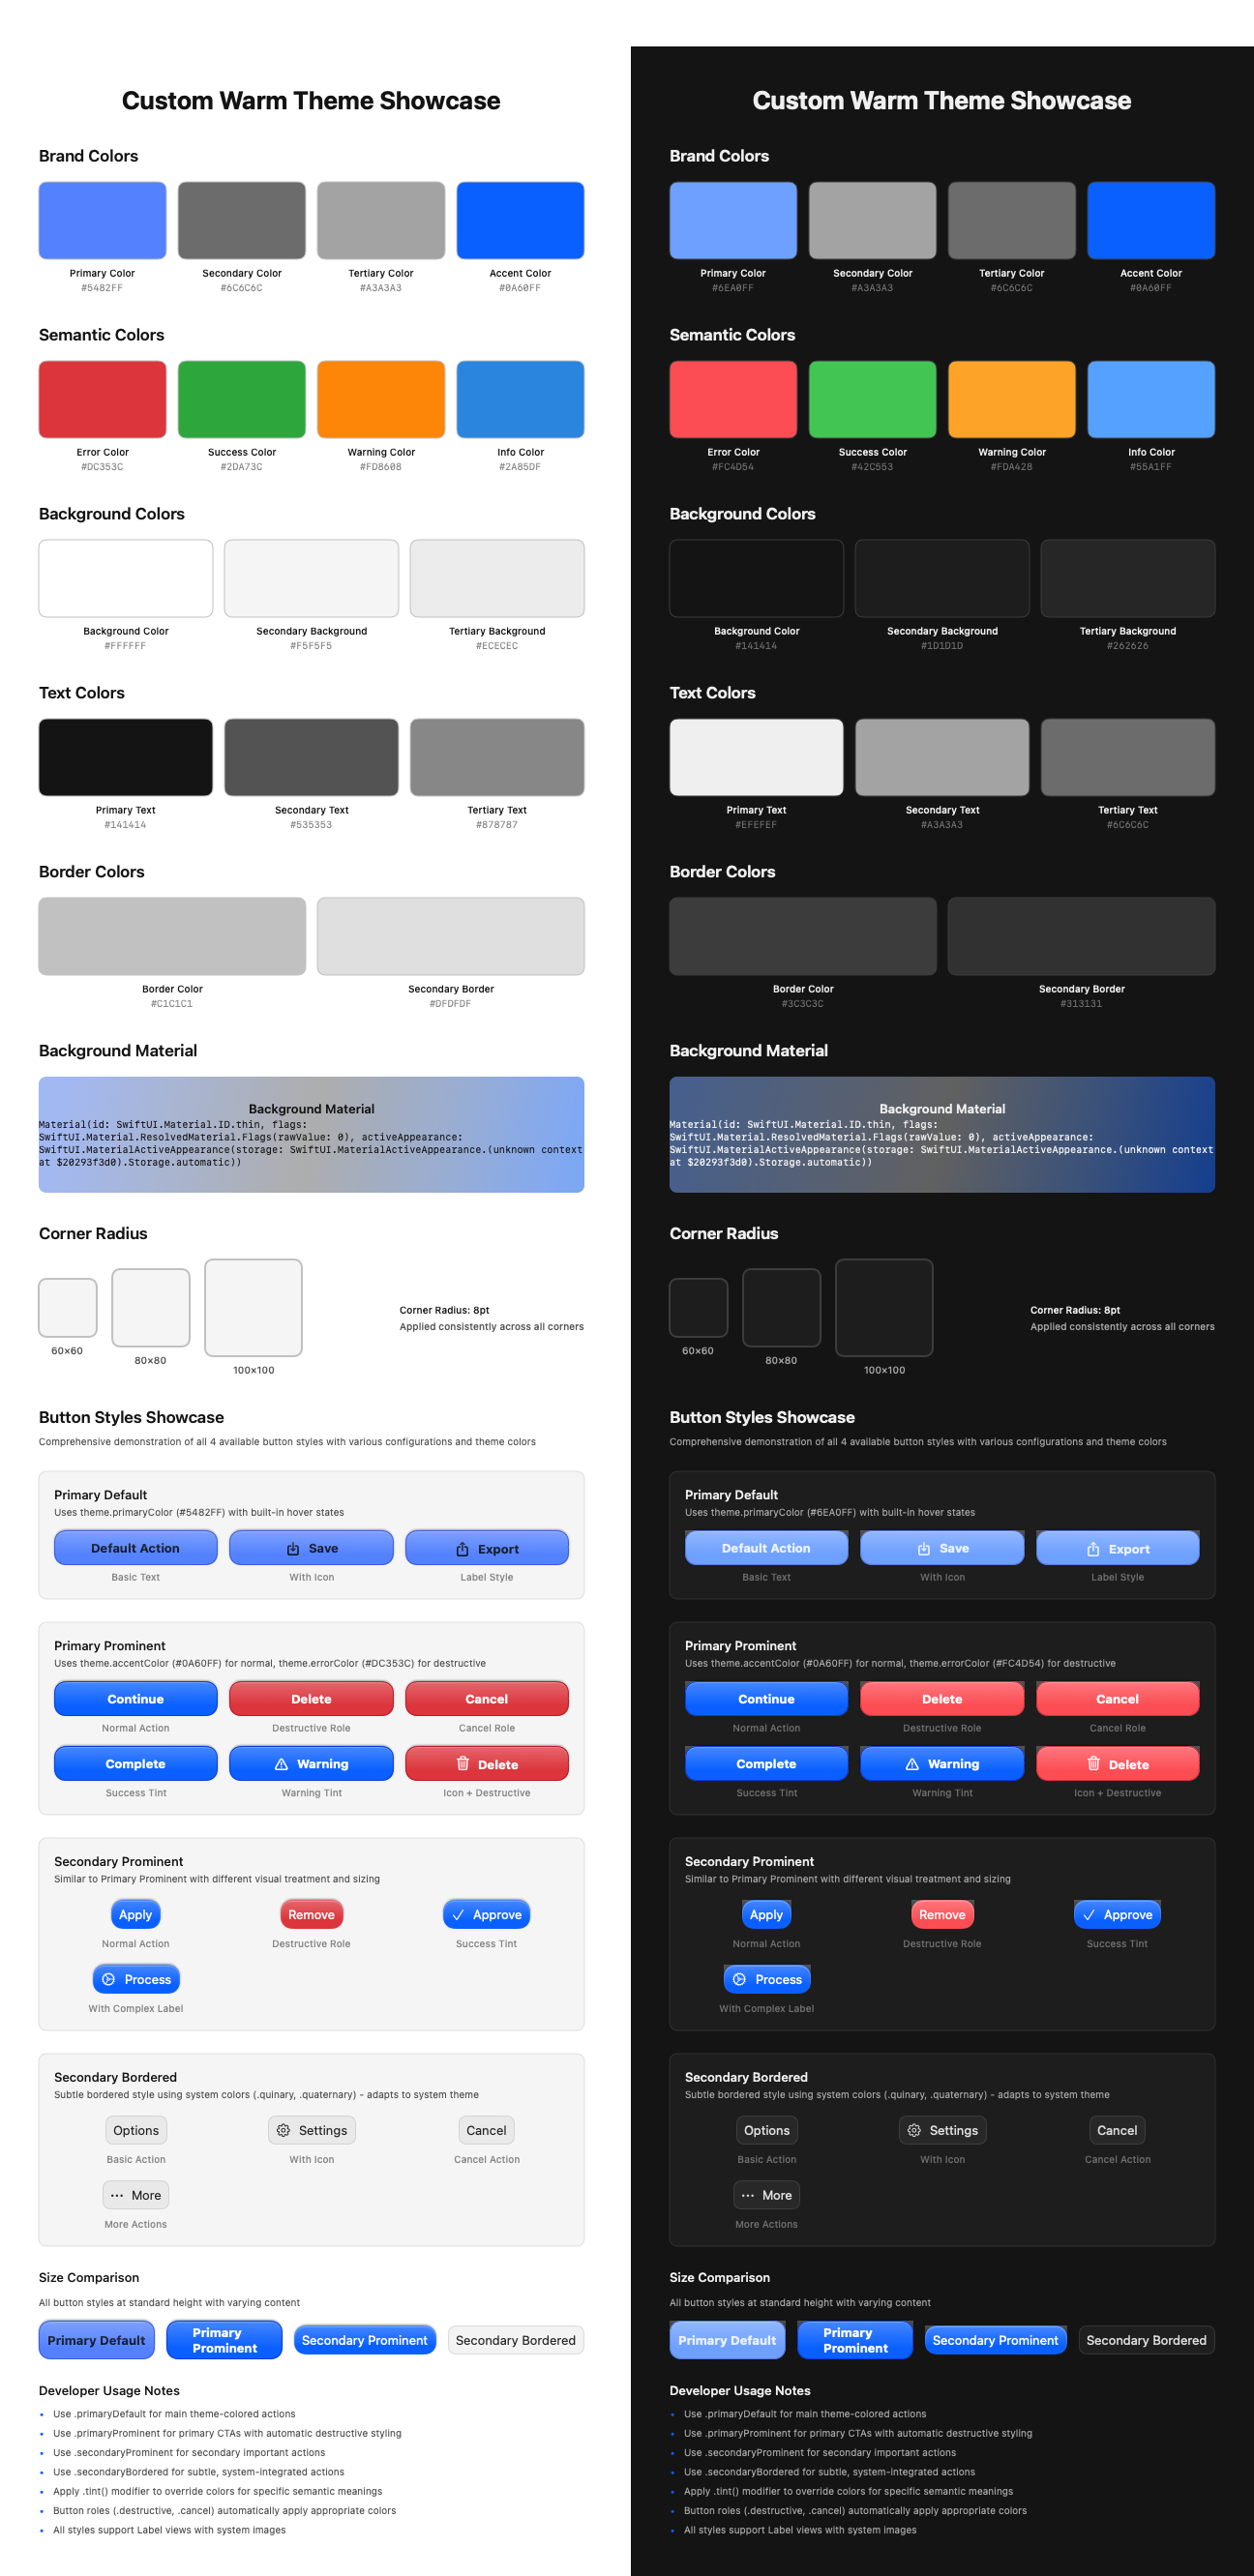 Custom Warm Theme Showcase
Brand Colors
Primary Color
#5482FF
Secondary Color
#6C6C6C
Tertiary Color
#A3A3A3
Accent Color
#0A60FF
Semantic Colors
Error Color
#DC353C
Success Color
#2DA73C
Warning Color
#FD8608
Info Color
#2A85DF
Background Colors
Background Color
#FFFFFF
Secondary Background
#F5F5F5
Tertiary Background
#ECECEC
Text Colors
Primary Text
#141414
Secondary Text
#535353
Tertiary Text
#878787
Border Colors
Border Color
#C1C1C1
Secondary Border
#DFDFDF
Background Material
Background Material
Material(id: SwiftUI.Material.ID.thin, flags:
SwiftUI.Material.ResolvedMaterial.Flags(rawValue: 0), activeAppearance:
SwiftUI.MaterialActiveAppearance(storage: SwiftUI.MaterialActiveAppearance.(unknown context
at $20293f3d0).Storage.automatic))
Corner Radius
60×60
80×80
100×100
Corner Radius: 8pt
Applied consistently across all corners
Button Styles Showcase
Comprehensive demonstration of all 4 available button styles with various configurations and theme colors
Primary Default
Uses theme.primaryColor (#5482FF) with built-in hover states
Default Action
Save
Export
Basic Text
With Icon
Label Style
Primary Prominent
Uses theme.accentColor (#0A60FF) for normal, theme.errorColor (#DC353C) for destructive
Continue
Delete
Cancel
Normal Action
Destructive Role
Cancel Role
Complete
Warning
Delete
Success Tint
Warning Tint
Icon + Destructive
Secondary Prominent
Similar to Primary Prominent with different visual treatment and sizing
Apply
Remove
Approve
Normal Action
Destructive Role
Success Tint
Process
With Complex Label
Secondary Bordered
Subtle bordered style using system colors (.quinary, .quaternary) - adapts to system theme
Options
Settings
Cancel
Basic Action
With Icon
Cancel Action
More
More Actions
Size Comparison
All button styles at standard height with varying content
Primary Default
Primary
Prominent
Secondary Prominent
Secondary Bordered
Developer Usage Notes
• Use .primaryDefault for main theme-colored actions
• Use .primaryProminent for primary CTAs with automatic destructive styling
• Use .secondaryProminent for secondary important actions
• Use .secondaryBordered for subtle, system-integrated actions
• Apply .tint() modifier to override colors for specific semantic meanings
• Button roles (.destructive, .cancel) automatically apply appropriate colors
• All styles support Label views with system images
Custom Warm Theme Showcase
Brand Colors
Primary Color
#6EA0FF
Secondary Color
#A3A3A3
Tertiary Color
#6C6C6C
Accent Color
#0A60FF
Semantic Colors
Error Color
#FC4D54
Success Color
#42C553
Warning Color
#FDA428
Info Color
#55A1FF
Background Colors
Background Color
#141414
Secondary Background
#1D1D1D
Tertiary Background
#262626
Text Colors
Primary Text
#EFEFEF
Secondary Text
#A3A3A3
Tertiary Text
#6C6C6C
Border Colors
Border Color
#3C3C3C
Secondary Border
#313131
Background Material
Background Material
Material(id: SwiftUI.Material.ID.thin, flags:
SwiftUI.Material.ResolvedMaterial.Flags(rawValue: 0), activeAppearance:
SwiftUI.MaterialActiveAppearance(storage: SwiftUI.MaterialActiveAppearance.(unknown context
at $20293f3d0).Storage.automatic))
Corner Radius
60×60
80×80
100×100
Corner Radius: 8pt
Applied consistently across all corners
Button Styles Showcase
Comprehensive demonstration of all 4 available button styles with various configurations and theme colors
Primary Default
Uses theme.primaryColor (#6EA0FF) with built-in hover states
Default Action
Save
Export
Basic Text
With Icon
Label Style
Primary Prominent
Uses theme.accentColor (#0A60FF) for normal, theme.errorColor (#FC4D54) for destructive
Continue
Delete
Cancel
Normal Action
Destructive Role
Cancel Role
Complete
Warning
Delete
Success Tint
Warning Tint
Icon + Destructive
Secondary Prominent
Similar to Primary Prominent with different visual treatment and sizing
Apply
Remove
Approve
Normal Action
Destructive Role
Success Tint
Process
With Complex Label
Secondary Bordered
Subtle bordered style using system colors (.quinary, .quaternary) - adapts to system theme
Options
Settings
Cancel
Basic Action
With Icon
Cancel Action
More
More Actions
Size Comparison
All button styles at standard height with varying content
Primary Default
Primary
Prominent
Secondary Prominent
Secondary Bordered
Developer Usage Notes
• Use .primaryDefault for main theme-colored actions
• Use .primaryProminent for primary CTAs with automatic destructive styling
• Use .secondaryProminent for secondary important actions
• Use .secondaryBordered for subtle, system-integrated actions
• Apply .tint() modifier to override colors for specific semantic meanings
• Button roles (.destructive, .cancel) automatically apply appropriate colors
• All styles support Label views with system images